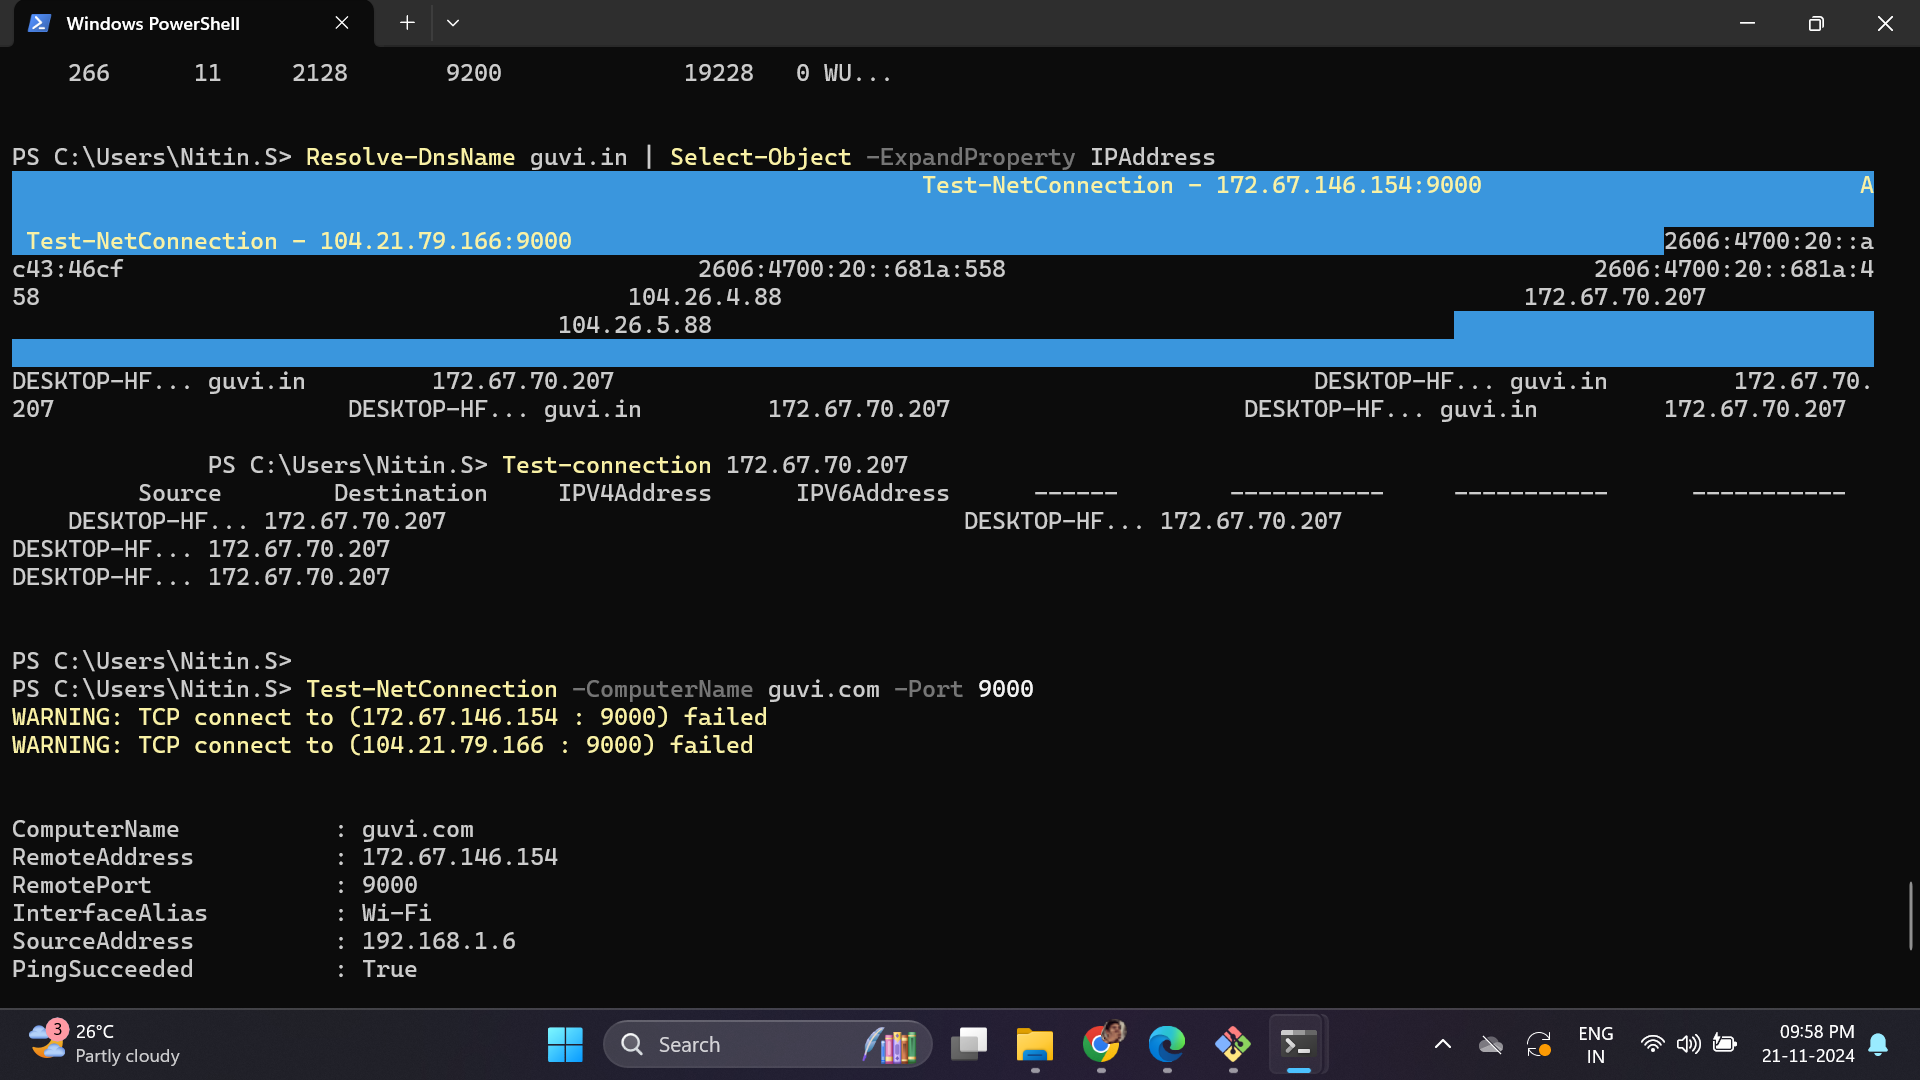 Windows PowerShell
266 11 2128 9200 19228 0 WU...
PS C:\Users\Nitin.S> Resolve-DnsName guvi.in | Select-Object -ExpandProperty IPAddress
Test-NetConnection - 172.67.146.154:9000 A
Test-NetConnection - 104.21.79.166:9000 2606:4700:20::a
c43:46cf 2606:4700:20::681a:558 2606:4700:20::681a:4
58 104.26.4.88 172.67.70.207
104.26.5.88
DESKTOP-HF... guvi.in 172.67.70.207 DESKTOP-HF... guvi.in 172.67.70.
207 DESKTOP-HF... guvi.in 172.67.70.207 DESKTOP-HF... guvi.in 172.67.70.207
PS C:\Users\Nitin.S> Test-connection 172.67.70.207
Source Destination IPV4Address IPV6Address ------ ----------- ----------- -----------
DESKTOP-HF... 172.67.70.207 DESKTOP-HF... 172.67.70.207
DESKTOP-HF... 172.67.70.207
DESKTOP-HF... 172.67.70.207
PS C:\Users\Nitin.S>
PS C:\Users\Nitin.S> Test-NetConnection -ComputerName guvi.com -Port 9000
WARNING: TCP connect to (172.67.146.154 : 9000) failed
WARNING: TCP connect to (104.21.79.166 : 9000) failed
ComputerName : guvi.com
RemoteAddress : 172.67.146.154
RemotePort : 9000
InterfaceAlias : Wi-Fi
SourceAddress : 192.168.1.6
PingSucceeded : True
3 26°C
Partly cloudy
Search
ENG
IN
09:58 PM
21-11-2024